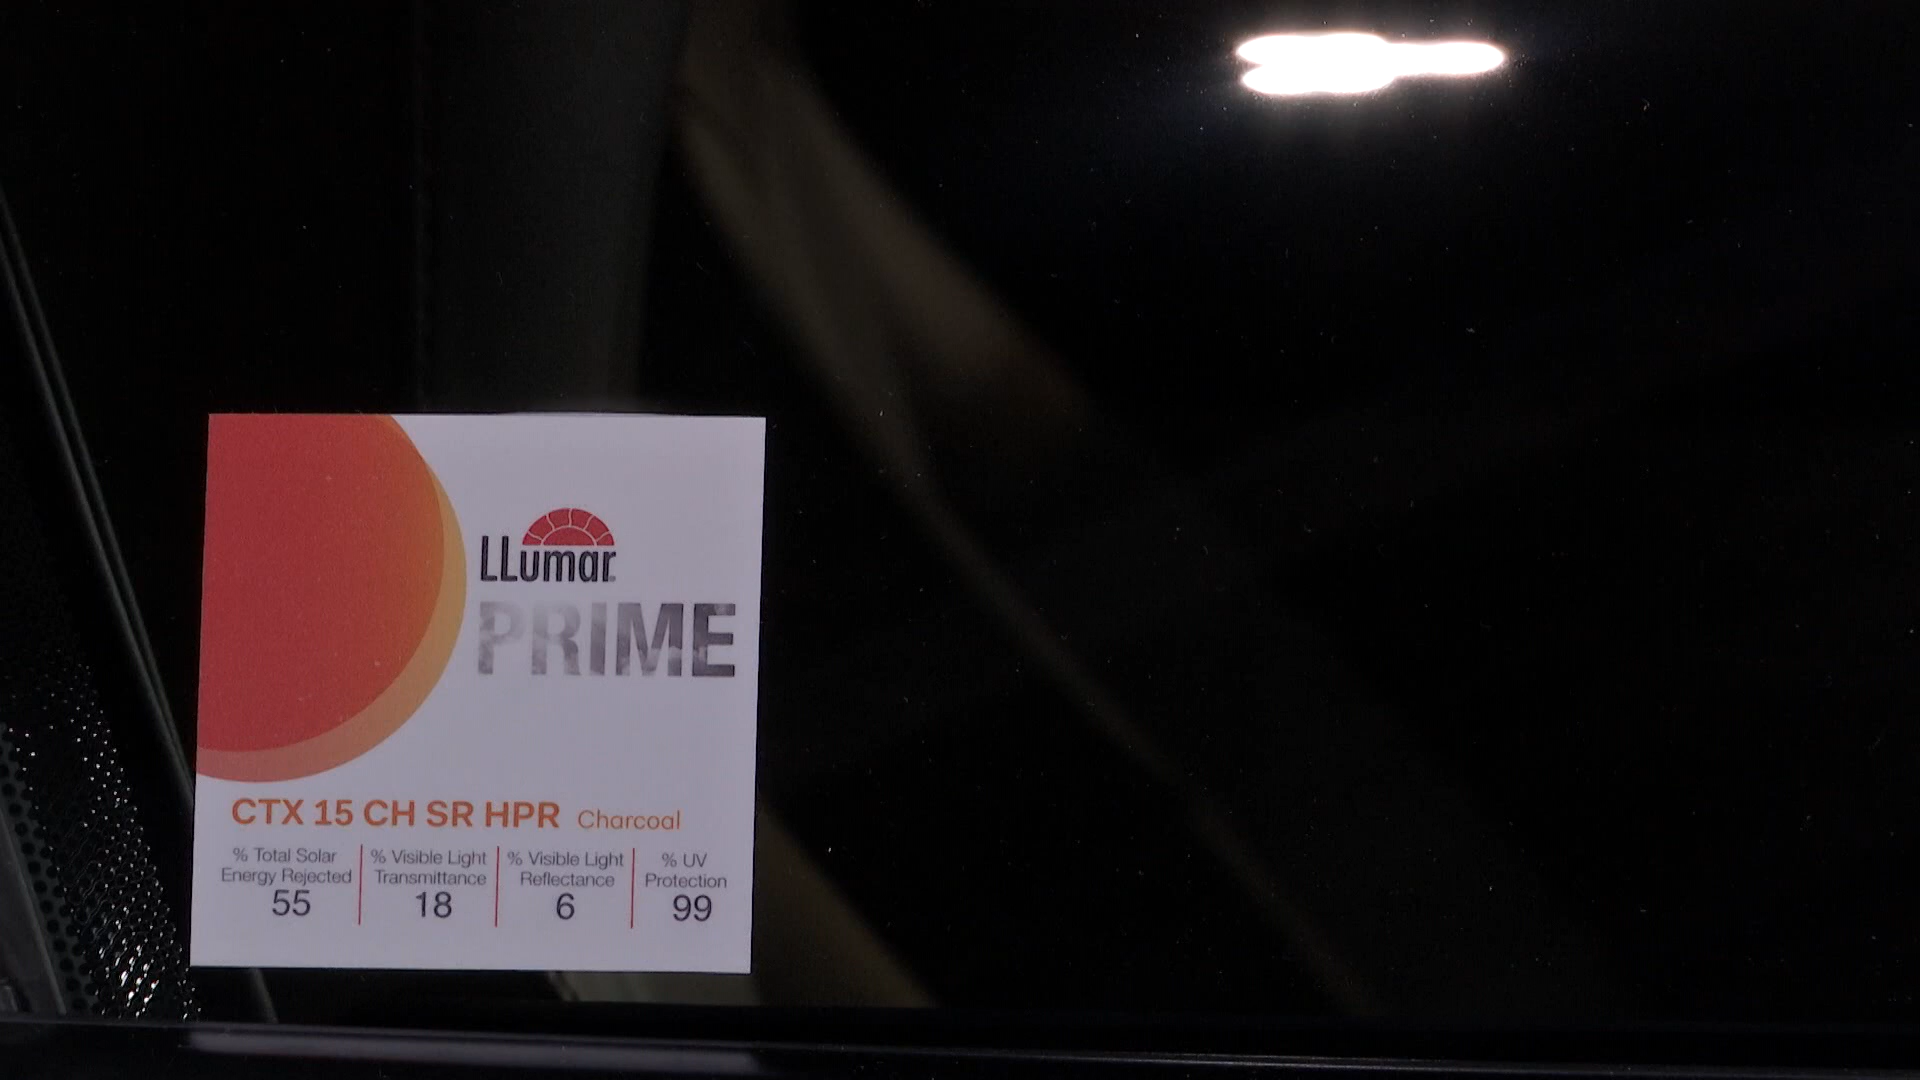 LLumar
PRIME
CTX 15 CH SR HPR Charcoal
% Total Solar Energy Rejected
55
% Visible Light Transmittance
18
% Visible Light Reflectance
6
% UV Protection
99